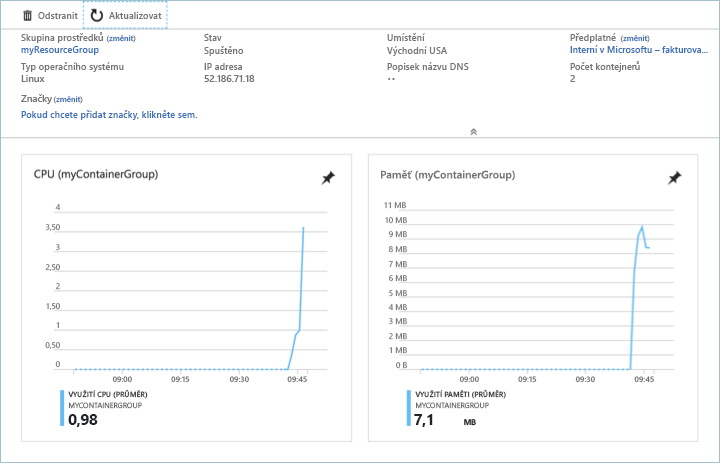 Odstranit Aktualizovat
Skupina prostředků (změnit)
myResourceGroup
Stav
Spuštěno
Umístění
Východní USA
Předplatné (změnit)
Interní v Microsoftu – fakturova...
Typ operačního systému
Linux
IP adresa
52.186.71.18
Popisek názvu DNS
--
Počet kontejnerů
2
Značky (změnit)
Pokud chcete přidat značky, klikněte sem.
CPU (myContainerGroup)
4
3,50
3
2,50
2
1,50
1
0,50
0
09:00 09:15 09:30 09:45
VYUŽITÍ CPU (PRŮMĚR)
MYCONTAINERGROUP
0,98
Paměť (myContainerGroup)
11 MB
10 MB
9 MB
8 MB
7 MB
6 MB
5 MB
4 MB
3 MB
2 MB
1 MB
0 B
09:00 09:15 09:30 09:45
VYUŽITÍ PAMĚTI (PRŮMĚR)
MYCONTAINERGROUP
7,1 MB